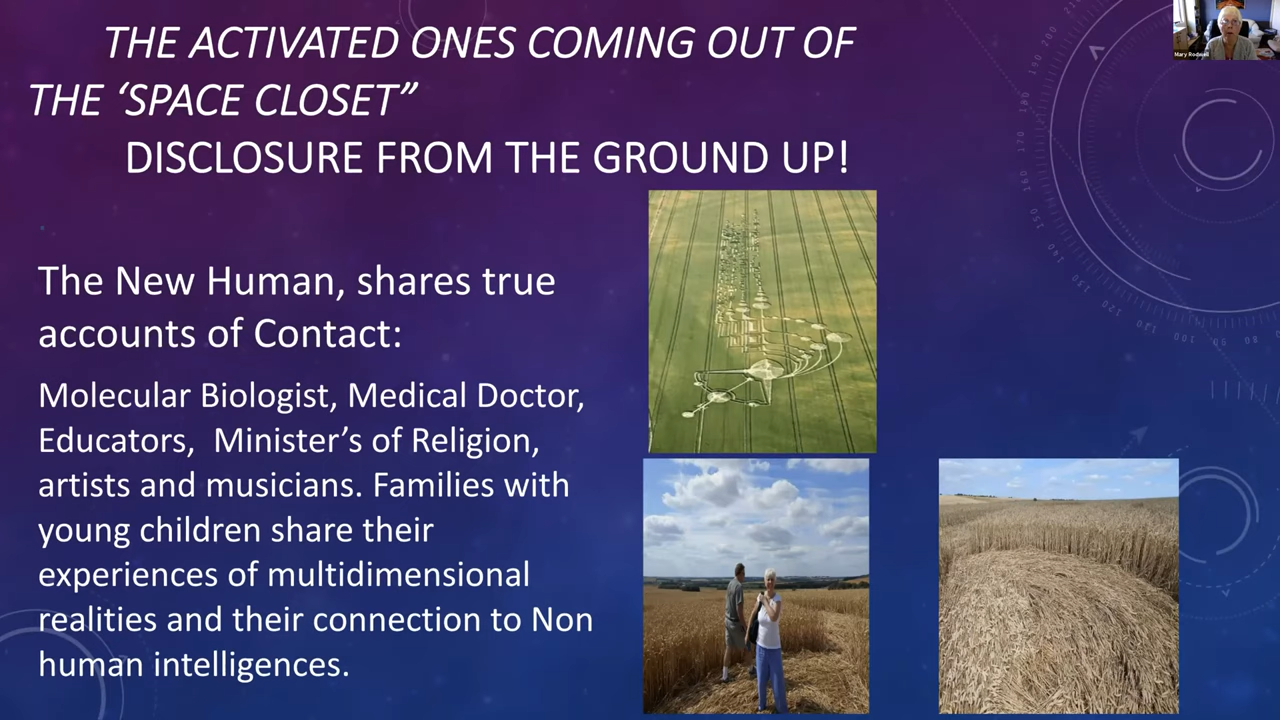 THE ACTIVATED ONES COMING OUT OF
THE ‘SPACE CLOSET”
DISCLOSURE FROM THE GROUND UP!
The New Human, shares true
accounts of Contact:
Molecular Biologist, Medical Doctor,
Educators, Minister’s of Religion,
artists and musicians. Families with
young children share their
experiences of multidimensional
realities and their connection to Non
human intelligences.
Mary Rodwell